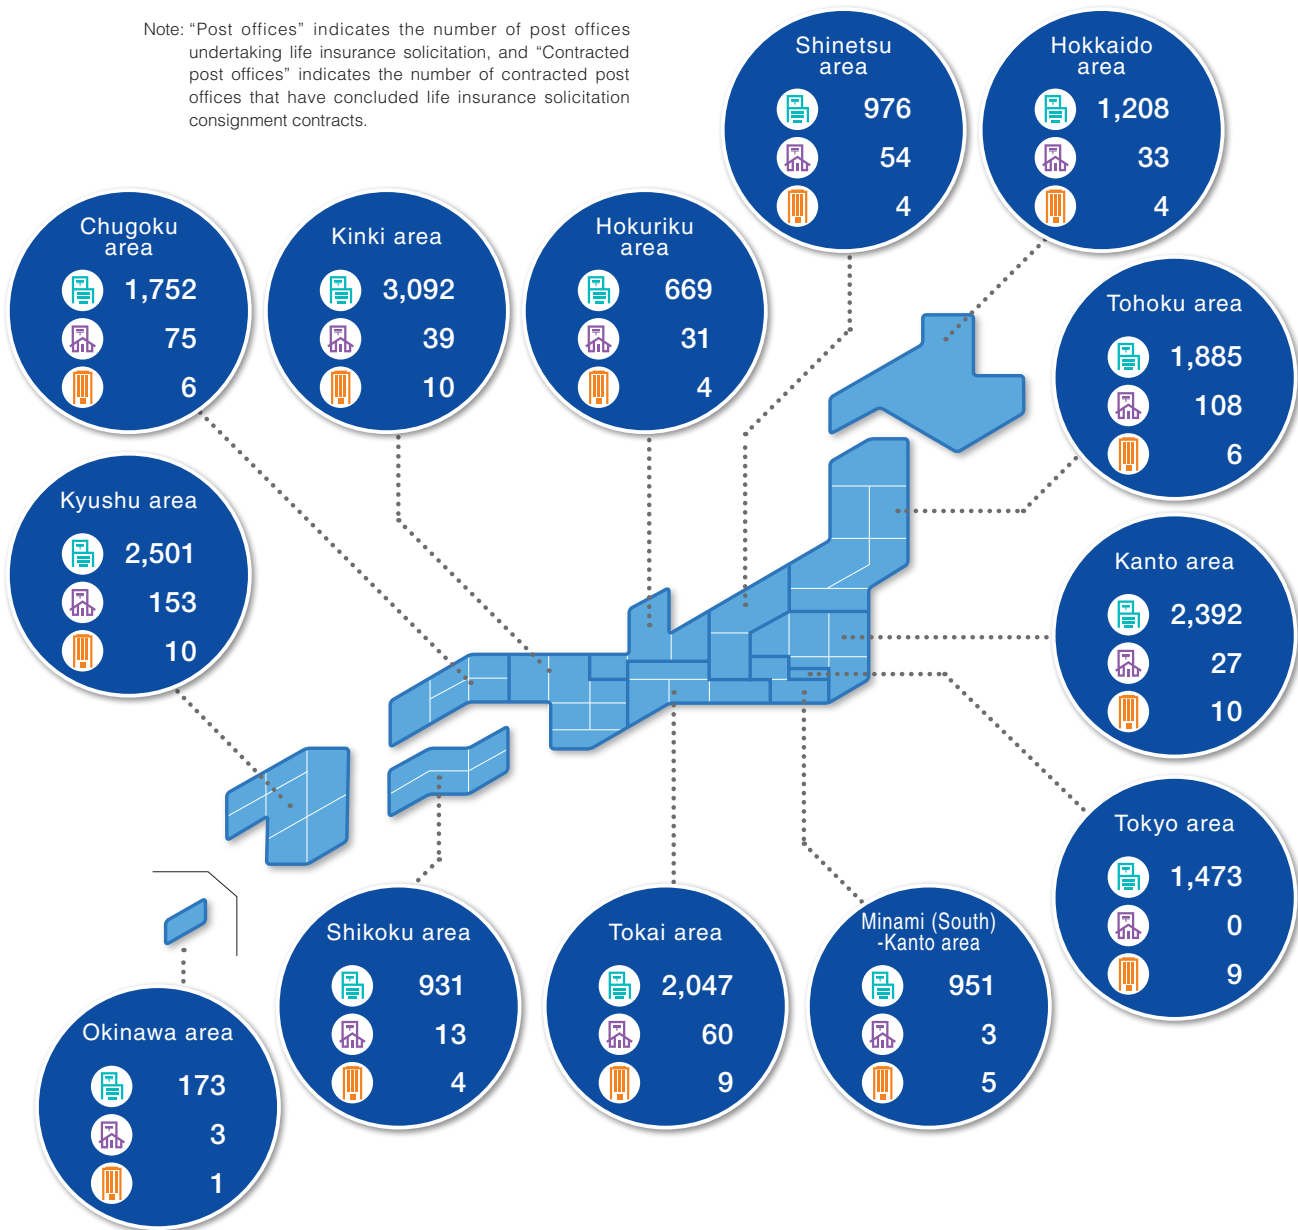 Note: “Post offices” indicates the number of post offices
undertaking life insurance solicitation, and “Contracted
post offices” indicates the number of contracted post
offices that have concluded life insurance solicitation
consignment contracts.
Shinetsu
area
976
54
4
Hokkaido
area
1,208
33
4
Chugoku
area
1,752
75
6
Kinki area
3,092
39
10
Hokuriku
area
669
31
4
Tohoku area
1,885
108
6
Kyushu area
2,501
153
10
Kanto area
2,392
27
10
Tokyo area
1,473
0
9
Shikoku area
931
13
4
Tokai area
2,047
60
9
Minami (South)
-Kanto area
951
3
5
Okinawa area
173
3
1